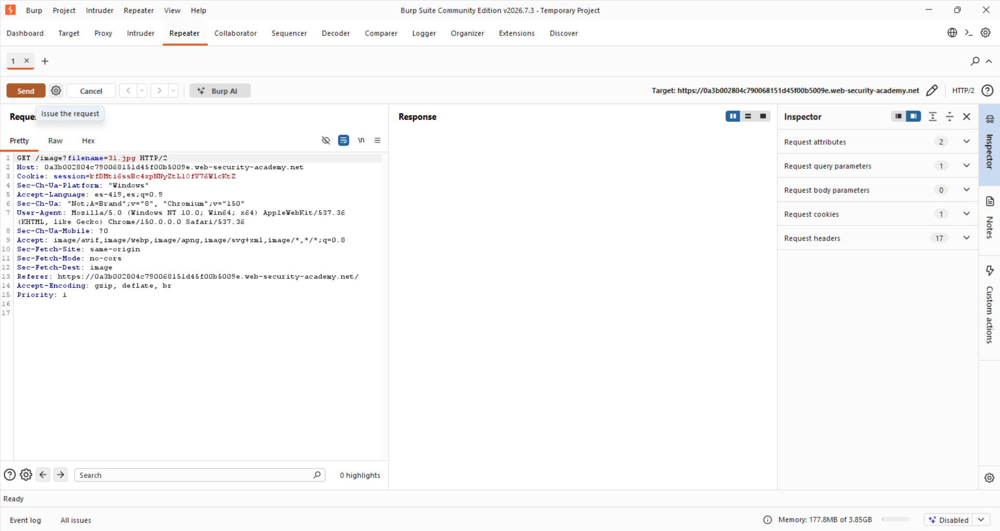 Burp Project Intruder Repeater View Help Burp Suite Community Edition v2026.7.3 - Temporary Project
Dashboard Target Proxy Intruder Repeater Collaborator Sequencer Decoder Comparer Logger Organizer Extensions Discover
1
Send Cancel Burp AI Target: https://0a3b002804c790068151d45f00b5009e.web-security-academy.net HTTP/2
Issue the request
Reque
Response
Inspector
Pretty Raw Hex \n
1 GET /image?filename=31.jpg HTTP/2
2 Host: 0a3b002804c790068151d45f00b5009e.web-security-academy.net
3 Cookie: session=kfDMti6ssBc4xpNNyZtLl0fV76WlcKtZ
4 Sec-Ch-Ua-Platform: "Windows"
5 Accept-Language: es-419,es;q=0.9
6 Sec-Ch-Ua: "Not;A=Brand";v="8", "Chromium";v="150"
7 User-Agent: Mozilla/5.0 (Windows NT 10.0; Win64; x64) AppleWebKit/537.36
(KHTML, like Gecko) Chrome/150.0.0.0 Safari/537.36
8 Sec-Ch-Ua-Mobile: ?0
9 Accept: image/avif,image/webp,image/apng,image/svg+xml,image/*,*/*;q=0.8
10 Sec-Fetch-Site: same-origin
11 Sec-Fetch-Mode: no-cors
12 Sec-Fetch-Dest: image
13 Referer: https://0a3b002804c790068151d45f00b5009e.web-security-academy.net/
14 Accept-Encoding: gzip, deflate, br
15 Priority: i
16
17
Request attributes 2
Request query parameters 1
Request body parameters 0
Request cookies 1
Request headers 17
Inspector
Notes
Custom actions
Search 0 highlights
Ready
Event log All issues Memory: 177.8MB of 3.85GB Disabled